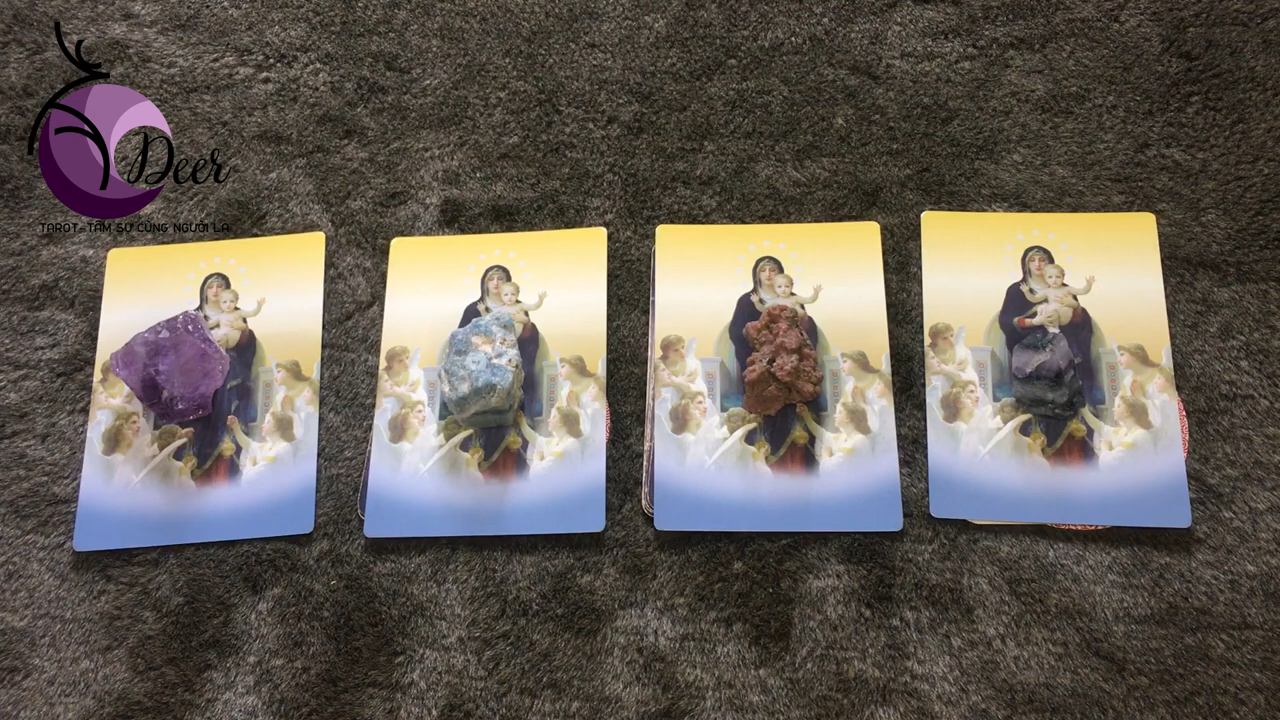 Deer
TAROT-TÂM SỰ CÙNG NGƯỜI LẠ